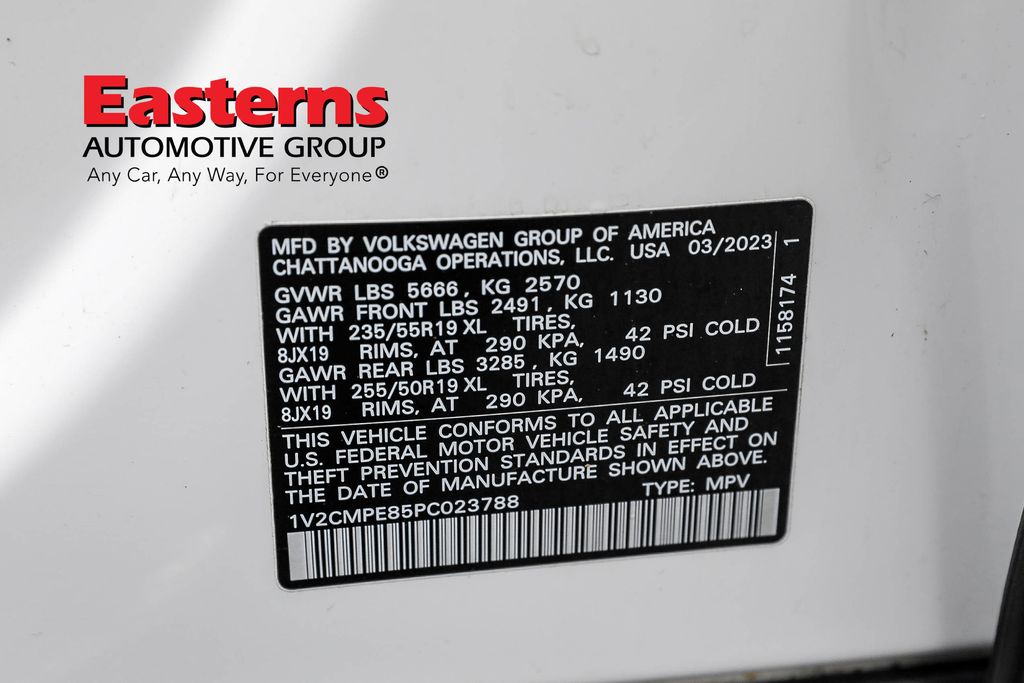 Easterns
AUTOMOTIVE GROUP
Any Car, Any Way, For Everyone®
MFD BY VOLKSWAGEN GROUP OF AMERICA
CHATTANOOGA OPERATIONS, LLC. USA 03/2023
GVWR LBS 5666, KG 2570
GAWR FRONT LBS 2491, KG 1130
WITH 235/55R19 XL TIRES,
8JX19 RIMS, AT 290 KPA, 42 PSI COLD
GAWR REAR LBS 3285, KG 1490
WITH 255/50R19 XL TIRES,
8JX19 RIMS, AT 290 KPA, 42 PSI COLD
1158174 1
THIS VEHICLE CONFORMS TO ALL APPLICABLE
U.S. FEDERAL MOTOR VEHICLE SAFETY AND
THEFT PREVENTION STANDARDS IN EFFECT ON
THE DATE OF MANUFACTURE SHOWN ABOVE.
TYPE: MPV
1V2CMPE85PC023788